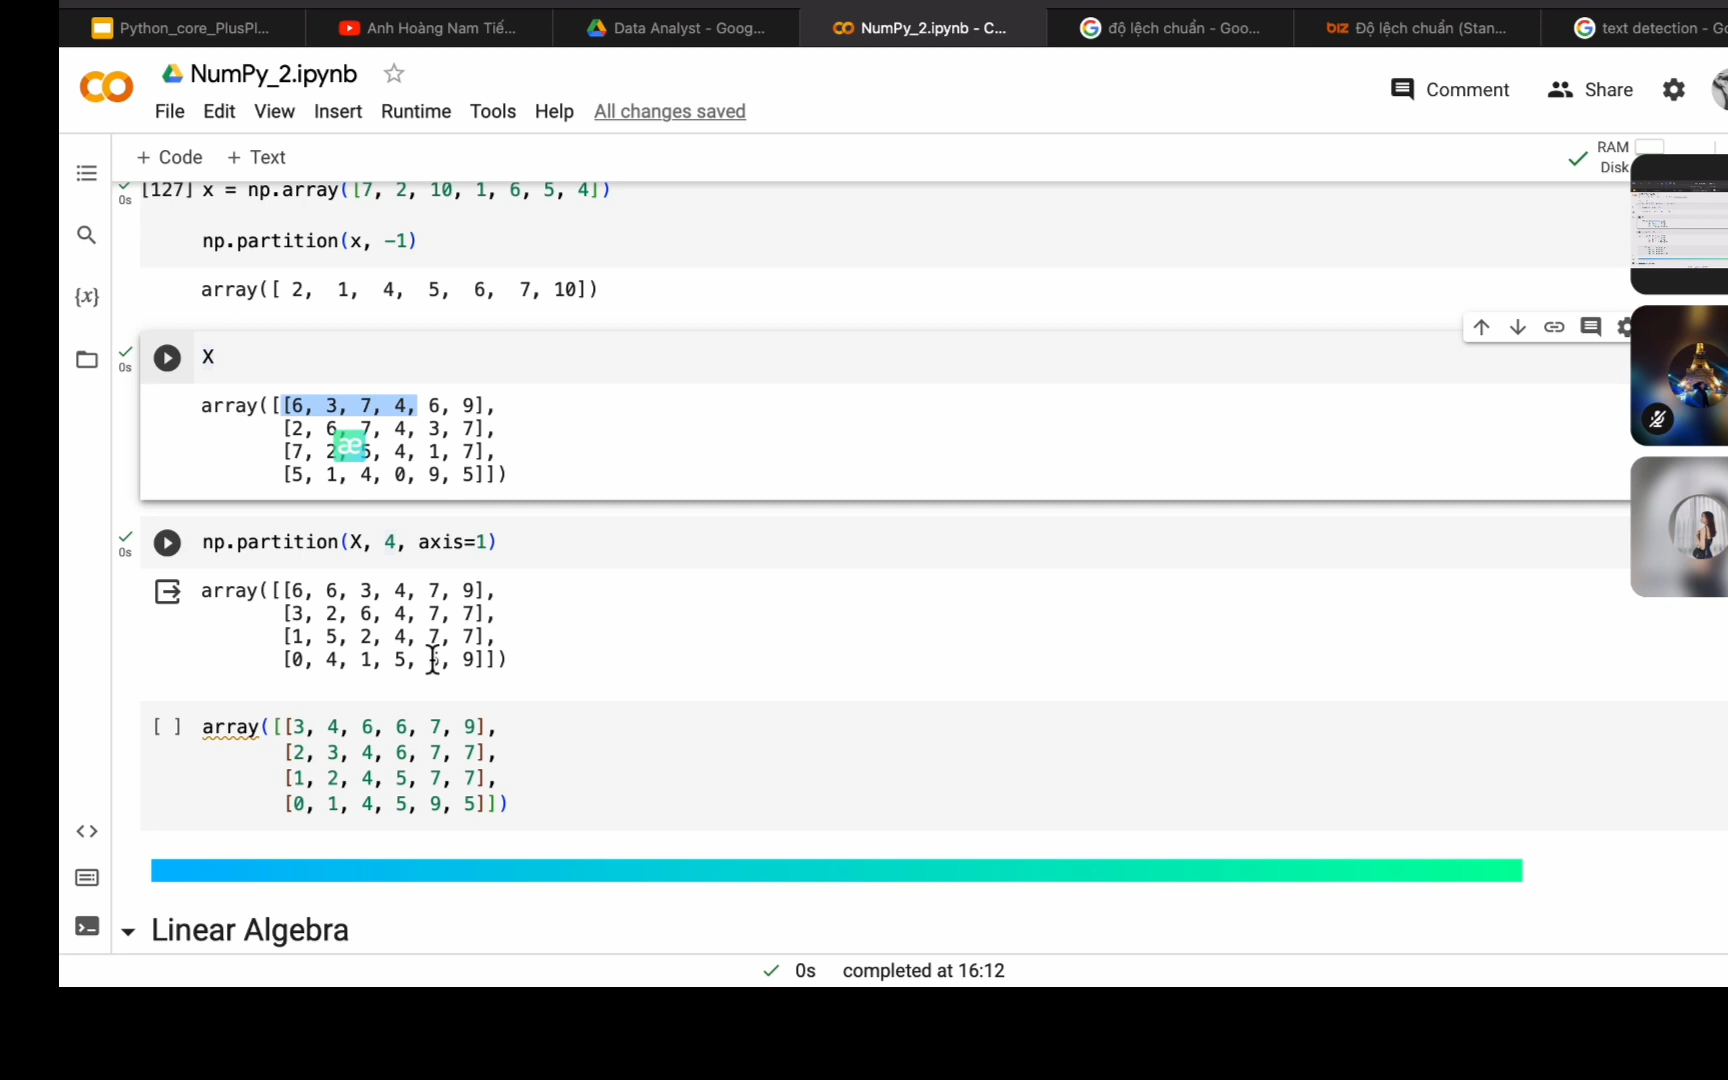 Python_core_PlusPl... Anh Hoàng Nam Tiế... Data Analyst - Goog... NumPy_2.ipynb - C... độ lệch chuẩn - Goo... Độ lệch chuẩn (Stan... text detection - Go
NumPy_2.ipynb
Comment Share
File Edit View Insert Runtime Tools Help All changes saved
+ Code + Text
RAM
Disk
[127] x = np.array([7, 2, 10, 1, 6, 5, 4])
0s
np.partition(x, -1)
array([ 2, 1, 4, 5, 6, 7, 10])
X
0s
array([[6, 3, 7, 4, 6, 9],
[2, 6, 7, 4, 3, 7],
[7, 2, 5, 4, 1, 7],
[5, 1, 4, 0, 9, 5]])
æ
np.partition(X, 4, axis=1)
0s
array([[6, 6, 3, 4, 7, 9],
[3, 2, 6, 4, 7, 7],
[1, 5, 2, 4, 7, 7],
[0, 4, 1, 5, , 9]])
[ ] array([[3, 4, 6, 6, 7, 9],
[2, 3, 4, 6, 7, 7],
[1, 2, 4, 5, 7, 7],
[0, 1, 4, 5, 9, 5]])
Linear Algebra
0s completed at 16:12